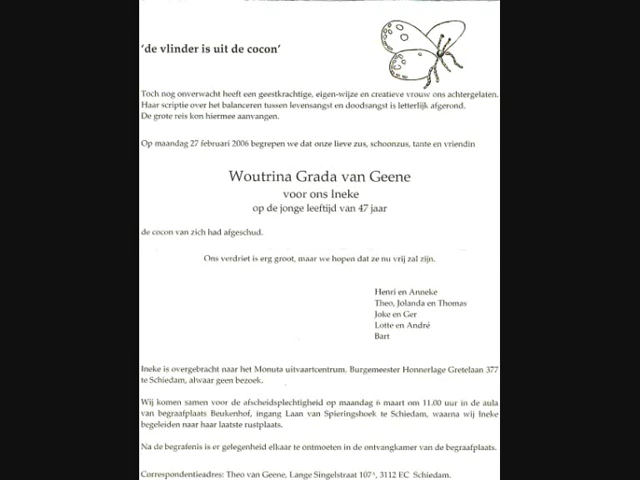 'de vlinder is uit de cocon'
Toch nog onverwacht heeft een geestkrachtige, eigen-wijze en creatieve vrouw ons achtergelaten.
Haar scriptie over het balanceren tussen levensangst en doodsangst is letterlijk afgerond.
De grote reis kon hiermee aanvangen.
Op maandag 27 februari 2006 begrepen we dat onze lieve zus, schoonzus, tante en vriendin
Woutrina Grada van Geene
voor ons Ineke
op de jonge leeftijd van 47 jaar
de cocon van zich had afgeschud.
Ons verdriet is erg groot, maar we hopen dat ze nu vrij zal zijn.
Henri en Anneke
Theo, Jolanda en Thomas
Joke en Ger
Lotte en André
Bart
Ineke is overgebracht naar het Monuta uitvaartcentrum, Burgemeester Honnerlage Gretelaan 377
te Schiedam, alwaar geen bezoek.
Wij komen samen voor de afscheidsplechtigheid op maandag 6 maart om 11.00 uur in de aula
van begraafplaats Beukenhof, ingang Laan van Spieringshoek te Schiedam, waarna wij Ineke
begeleiden naar haar laatste rustplaats.
Na de begrafenis is er gelegenheid elkaar te ontmoeten in de ontvangkamer van de begraafplaats.
Correspondentieadres: Theo van Geene, Lange Singelstraat 107ᴬ, 3112 EC Schiedam.